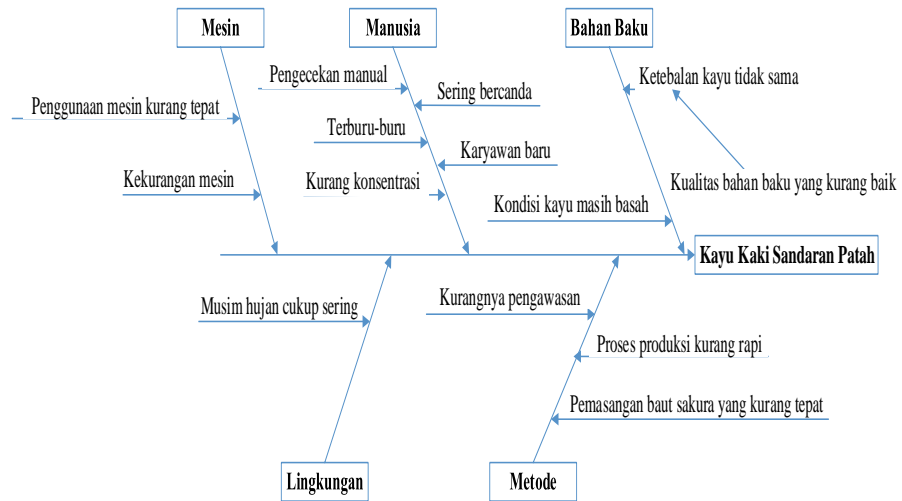 Mesin
Manusia
Bahan Baku
Pengecekan manual
Ketebalan kayu tidak sama
Sering bercanda
Penggunaan mesin kurang tepat
Terburu-buru
Karyawan baru
Kekurangan mesin
Kurang konsentrasi
Kualitas bahan baku yang kurang baik
Kondisi kayu masih basah
Kayu Kaki Sandaran Patah
Musim hujan cukup sering
Kurangnya pengawasan
Proses produksi kurang rapi
Pemasangan baut sakura yang kurang tepat
Lingkungan
Metode